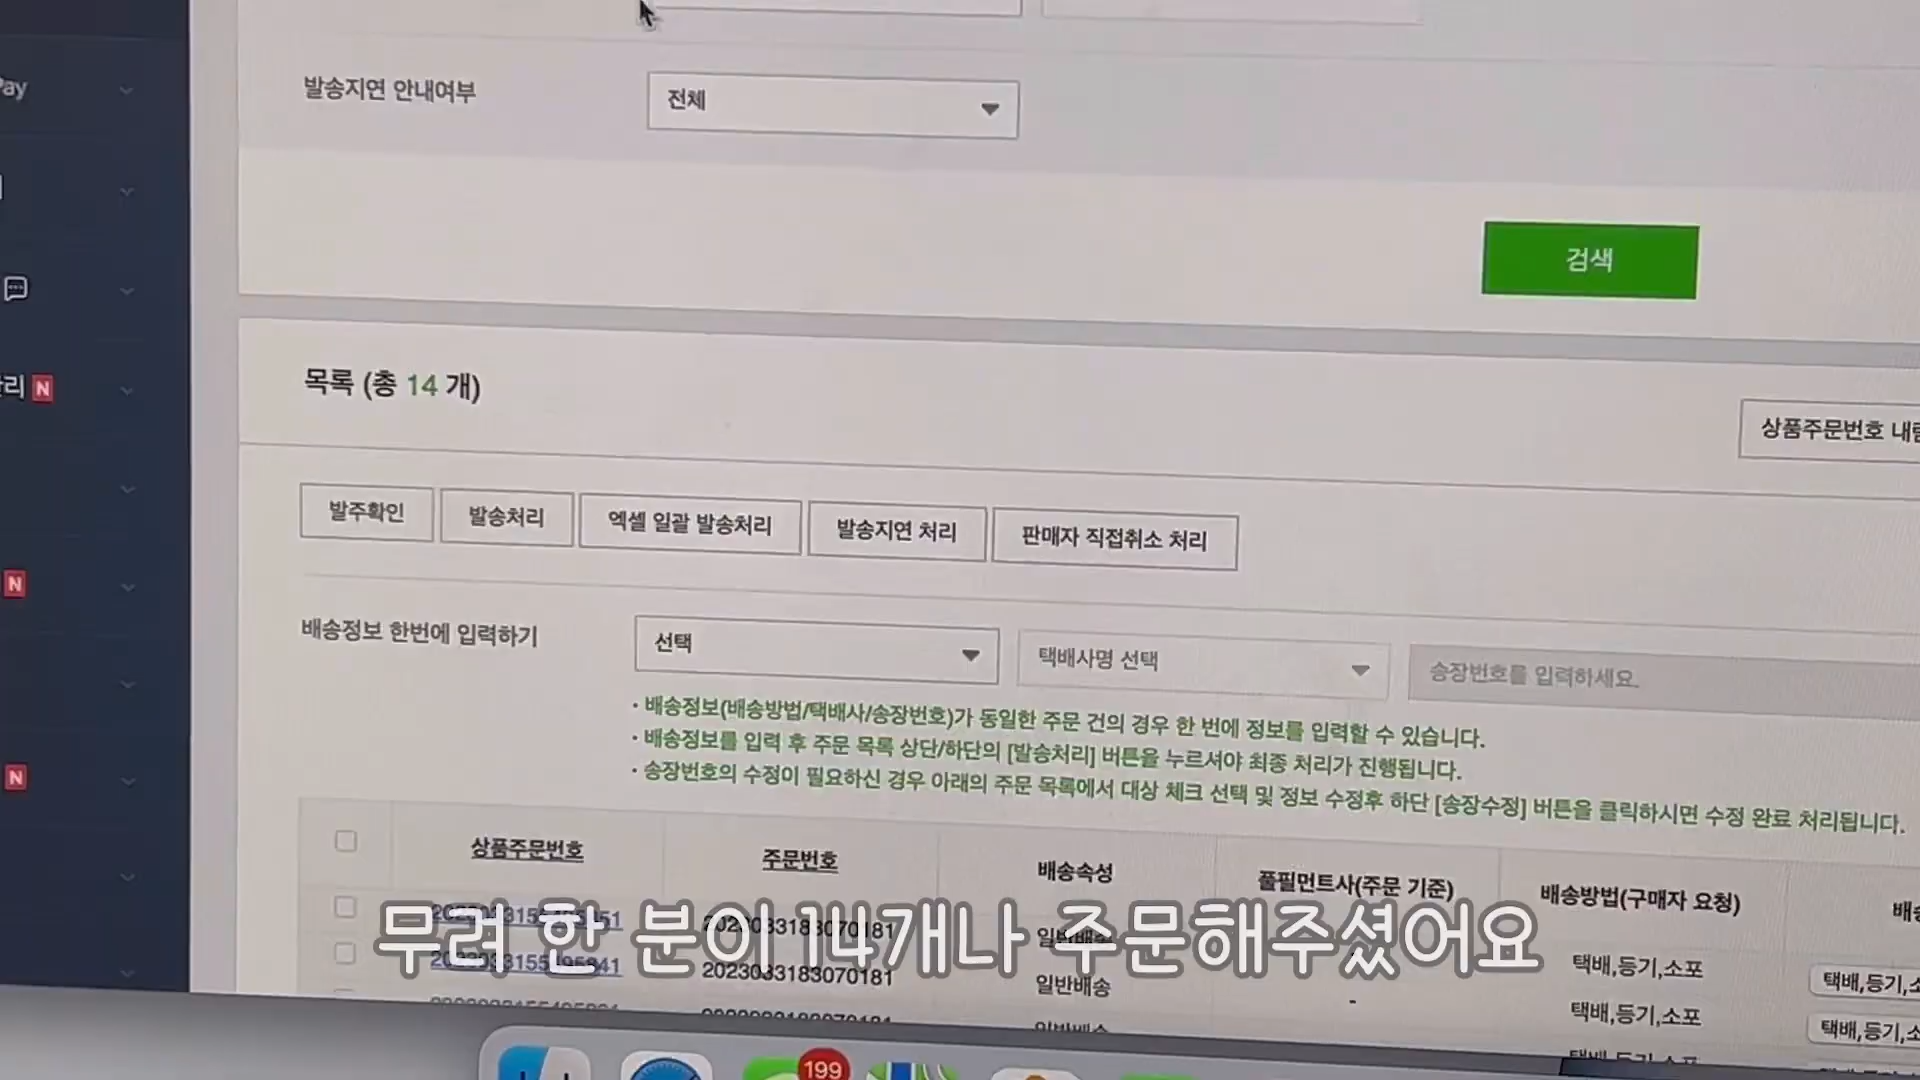 Pay
발송지연 안내여부
전체
검색
리 N
목록 (총 14 개)
상품주문번호
발주확인 발송처리 엑셀 일괄 발송처리 발송지연 처리 판매자 직접취소 처리
N
배송정보 한번에 입력하기 선택 택배사명 선택 송장번호를 입력하세요.
· 배송정보(배송방법/택배사/송장번호)가 동일한 주문 건의 경우 한 번에 정보를 입력할 수 있습니다.
· 배송정보를 입력 후 주문 목록 상단/하단의 [발송처리] 버튼을 누르셔야 최종 처리가 진행됩니다.
· 송장번호의 수정이 필요하신 경우 아래의 주문 목록에서 대상 체크 선택 및 정보 수정후 하단 [송장수정] 버튼을 클릭하시면 수정 완료 처리됩니다.
N
상품주문번호 주문번호 배송속성 풀필먼트사(주문 기준) 배송방법(구매자 요청)
무려 한 분이 14개나 주문해주셨어요
2023033183070181 일반배송 택배,등기,소포
2023033183070181 일반배송 - 택배,등기,소포
199